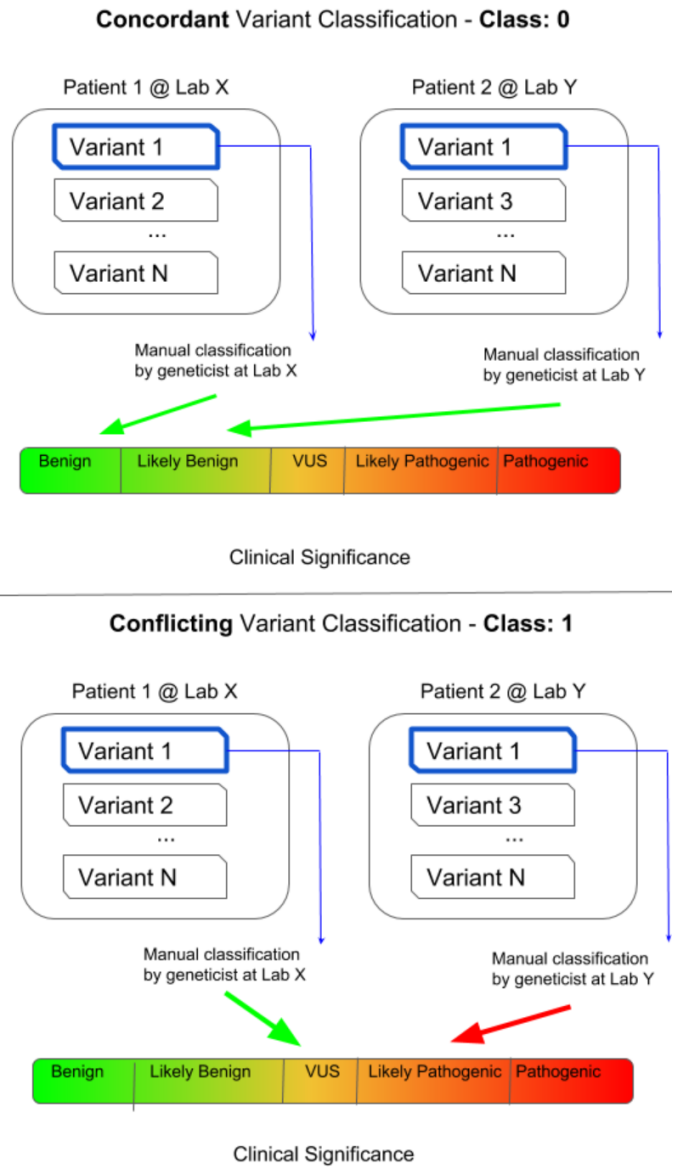 Concordant Variant Classification - Class: 0
Patient 1 @ Lab X
Patient 2 @ Lab Y
Variant 1
Variant 2
...
Variant N
Variant 1
Variant 3
...
Variant N
Manual classification
by geneticist at Lab X
Manual classification
by geneticist at Lab Y
Benign
Likely Benign
VUS
Likely Pathogenic
Pathogenic
Clinical Significance
Conflicting Variant Classification - Class: 1
Patient 1 @ Lab X
Patient 2 @ Lab Y
Variant 1
Variant 2
...
Variant N
Variant 1
Variant 3
...
Variant N
Manual classification
by geneticist at Lab X
Manual classification
by geneticist at Lab Y
Benign
Likely Benign
VUS
Likely Pathogenic
Pathogenic
Clinical Significance